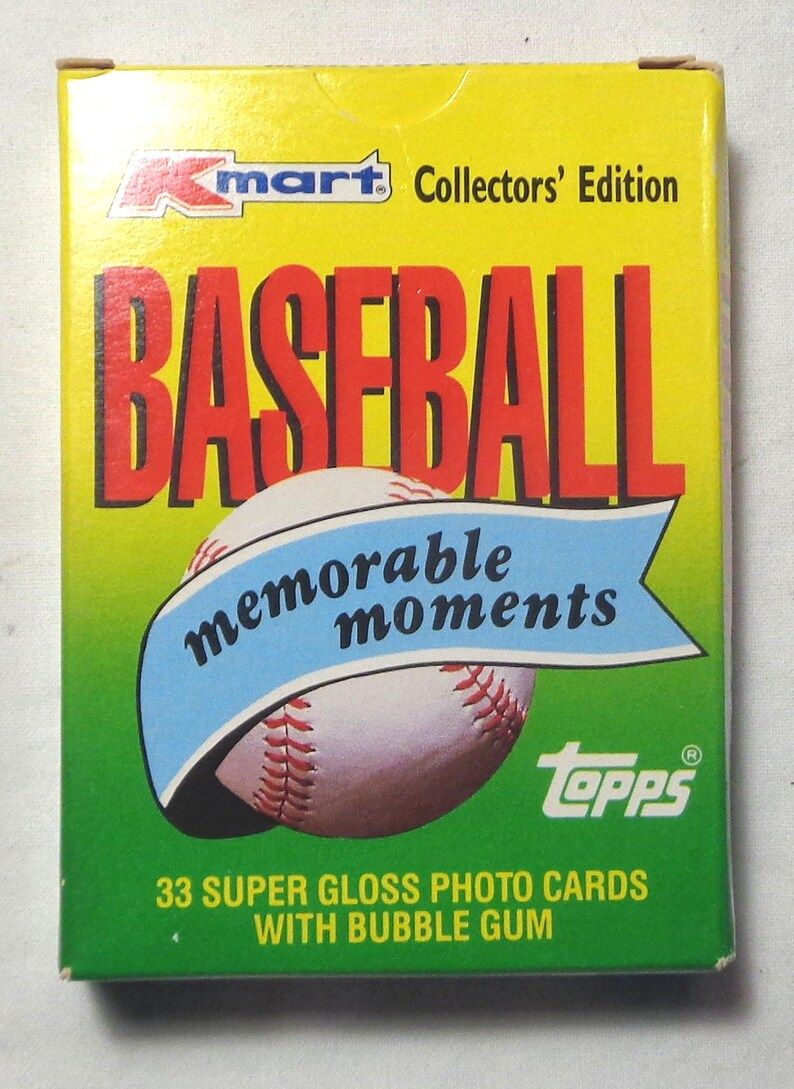 Kmart® Collectors' Edition
BASEBALL
memorable
moments
topps®
33 SUPER GLOSS PHOTO CARDS
WITH BUBBLE GUM